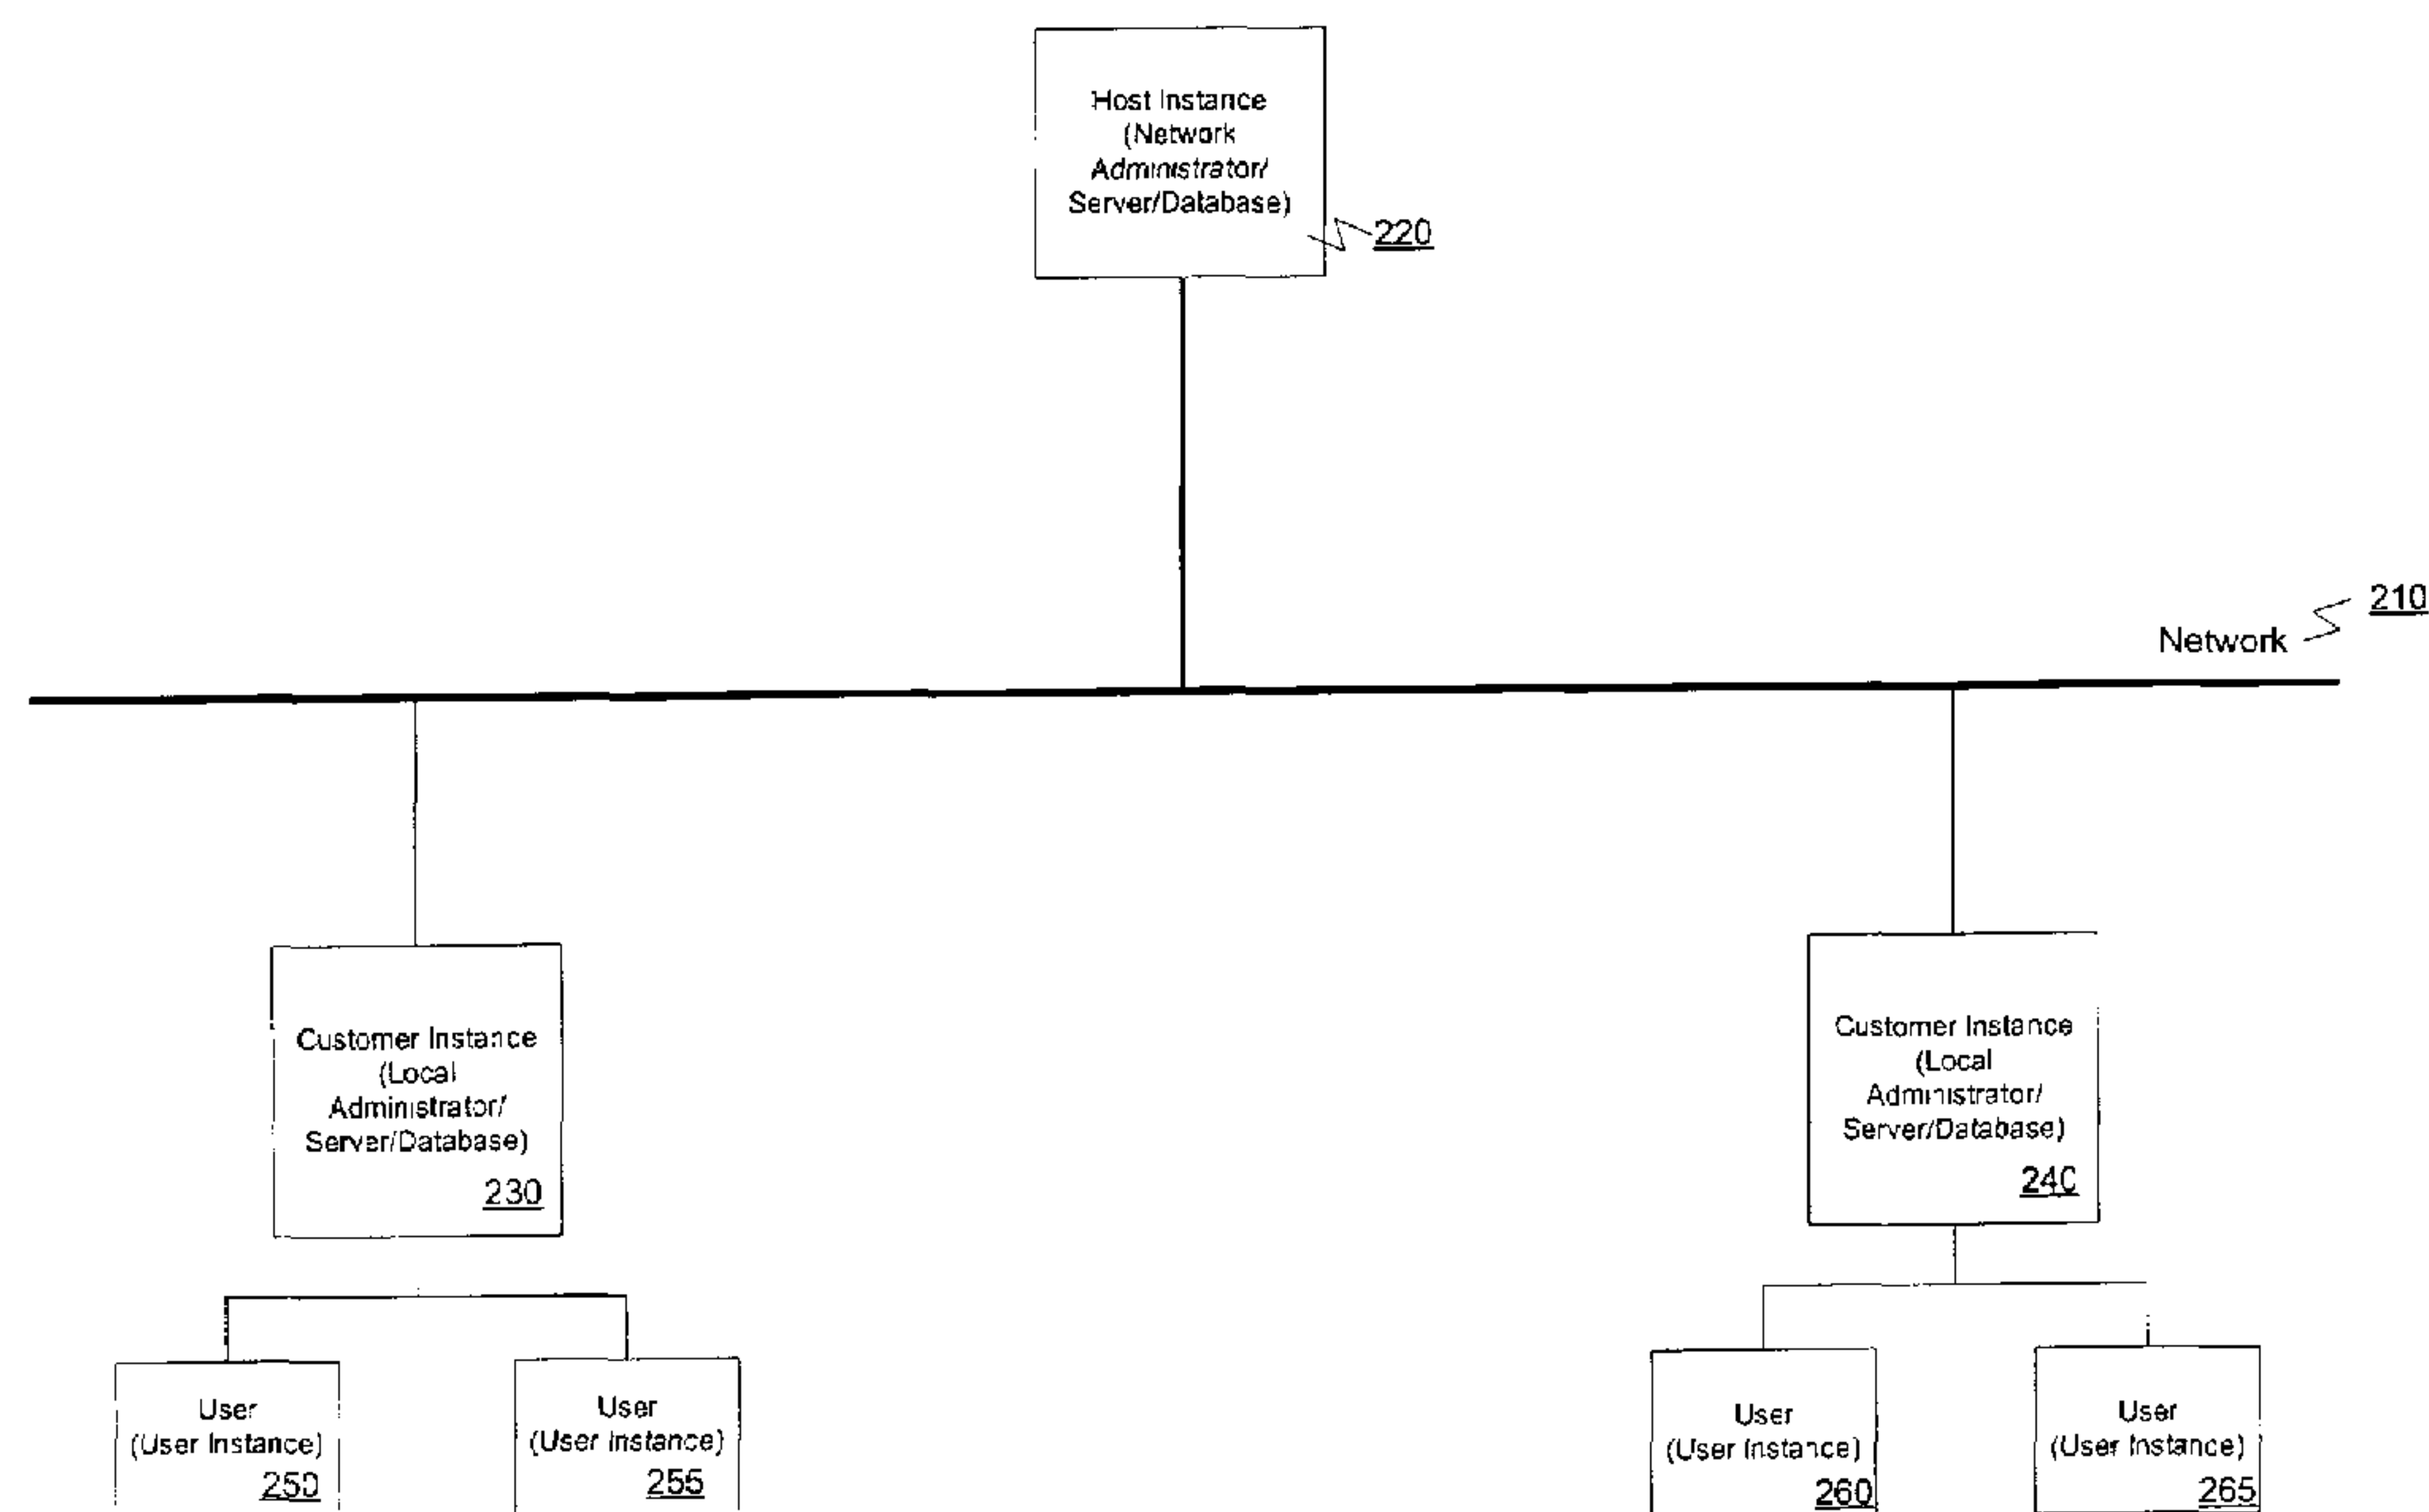 Host Instance
(Network
Administrator/
Server/Database)
220
210
Network
Customer Instance
(Local
Administrator/
Server/Database)
230
Customer Instance
(Local
Administrator/
Server/Database)
240
User
(User Instance)
250
User
(User Instance)
255
User
(User Instance)
260
User
(User Instance)
265